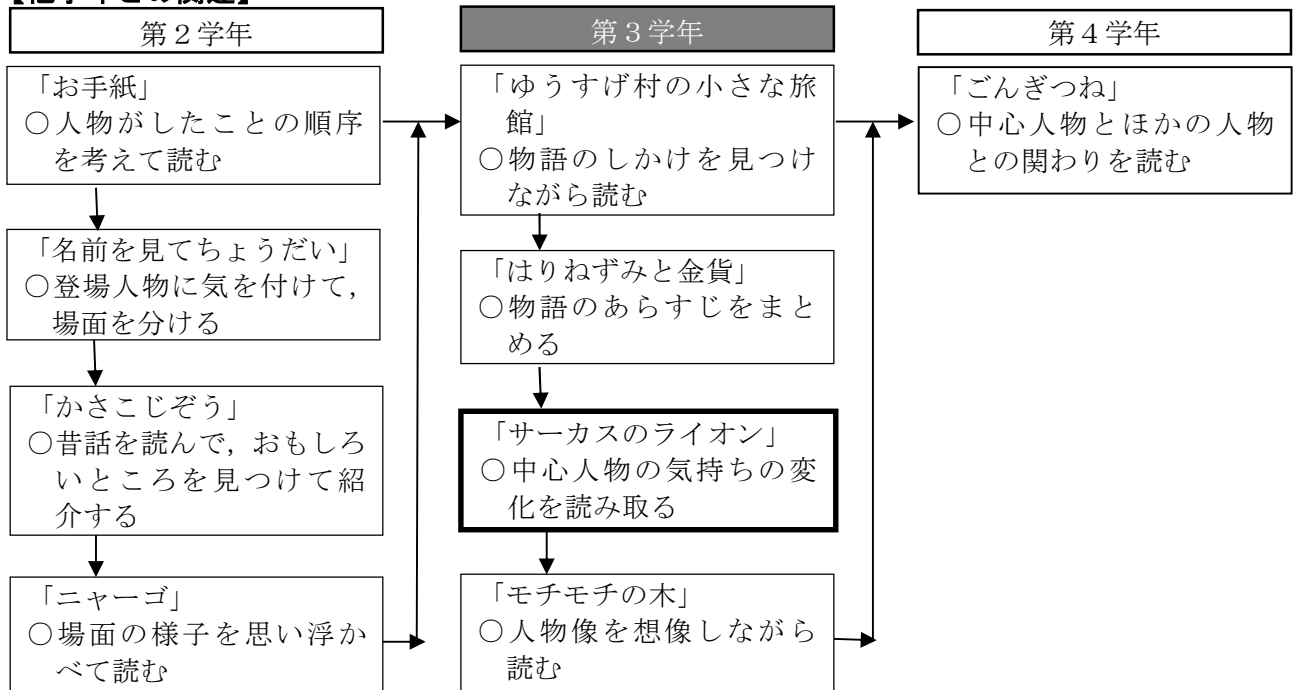 【他学年との関連】
第２学年
「お手紙」
○人物がしたことの順序
を考えて読む
「名前を見てちょうだい」
○登場人物に気を付けて，
場面を分ける
「かさこじぞう」
○昔話を読んで，おもしろ
いところを見つけて紹
介する
「ニャーゴ」
○場面の様子を思い浮か
べて読む
第３学年
「ゆうすげ村の小さな旅
館」
○物語のしかけを見つけ
ながら読む
「はりねずみと金貨」
○物語のあらすじをまと
める
「サーカスのライオン」
○中心人物の気持ちの変
化を読み取る
「モチモチの木」
○人物像を想像しながら
読む
第４学年
「ごんぎつね」
○中心人物とほかの人物
との関わりを読む